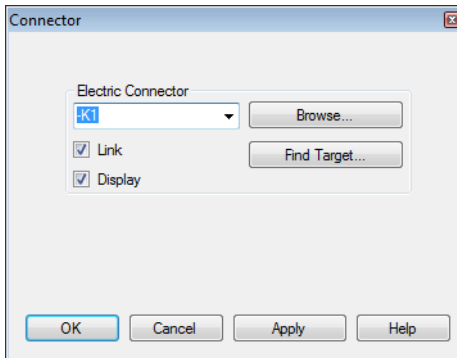 Connector
Electric Connector
-K1
Browse...
Link
Find Target...
Display
OK
Cancel
Apply
Help